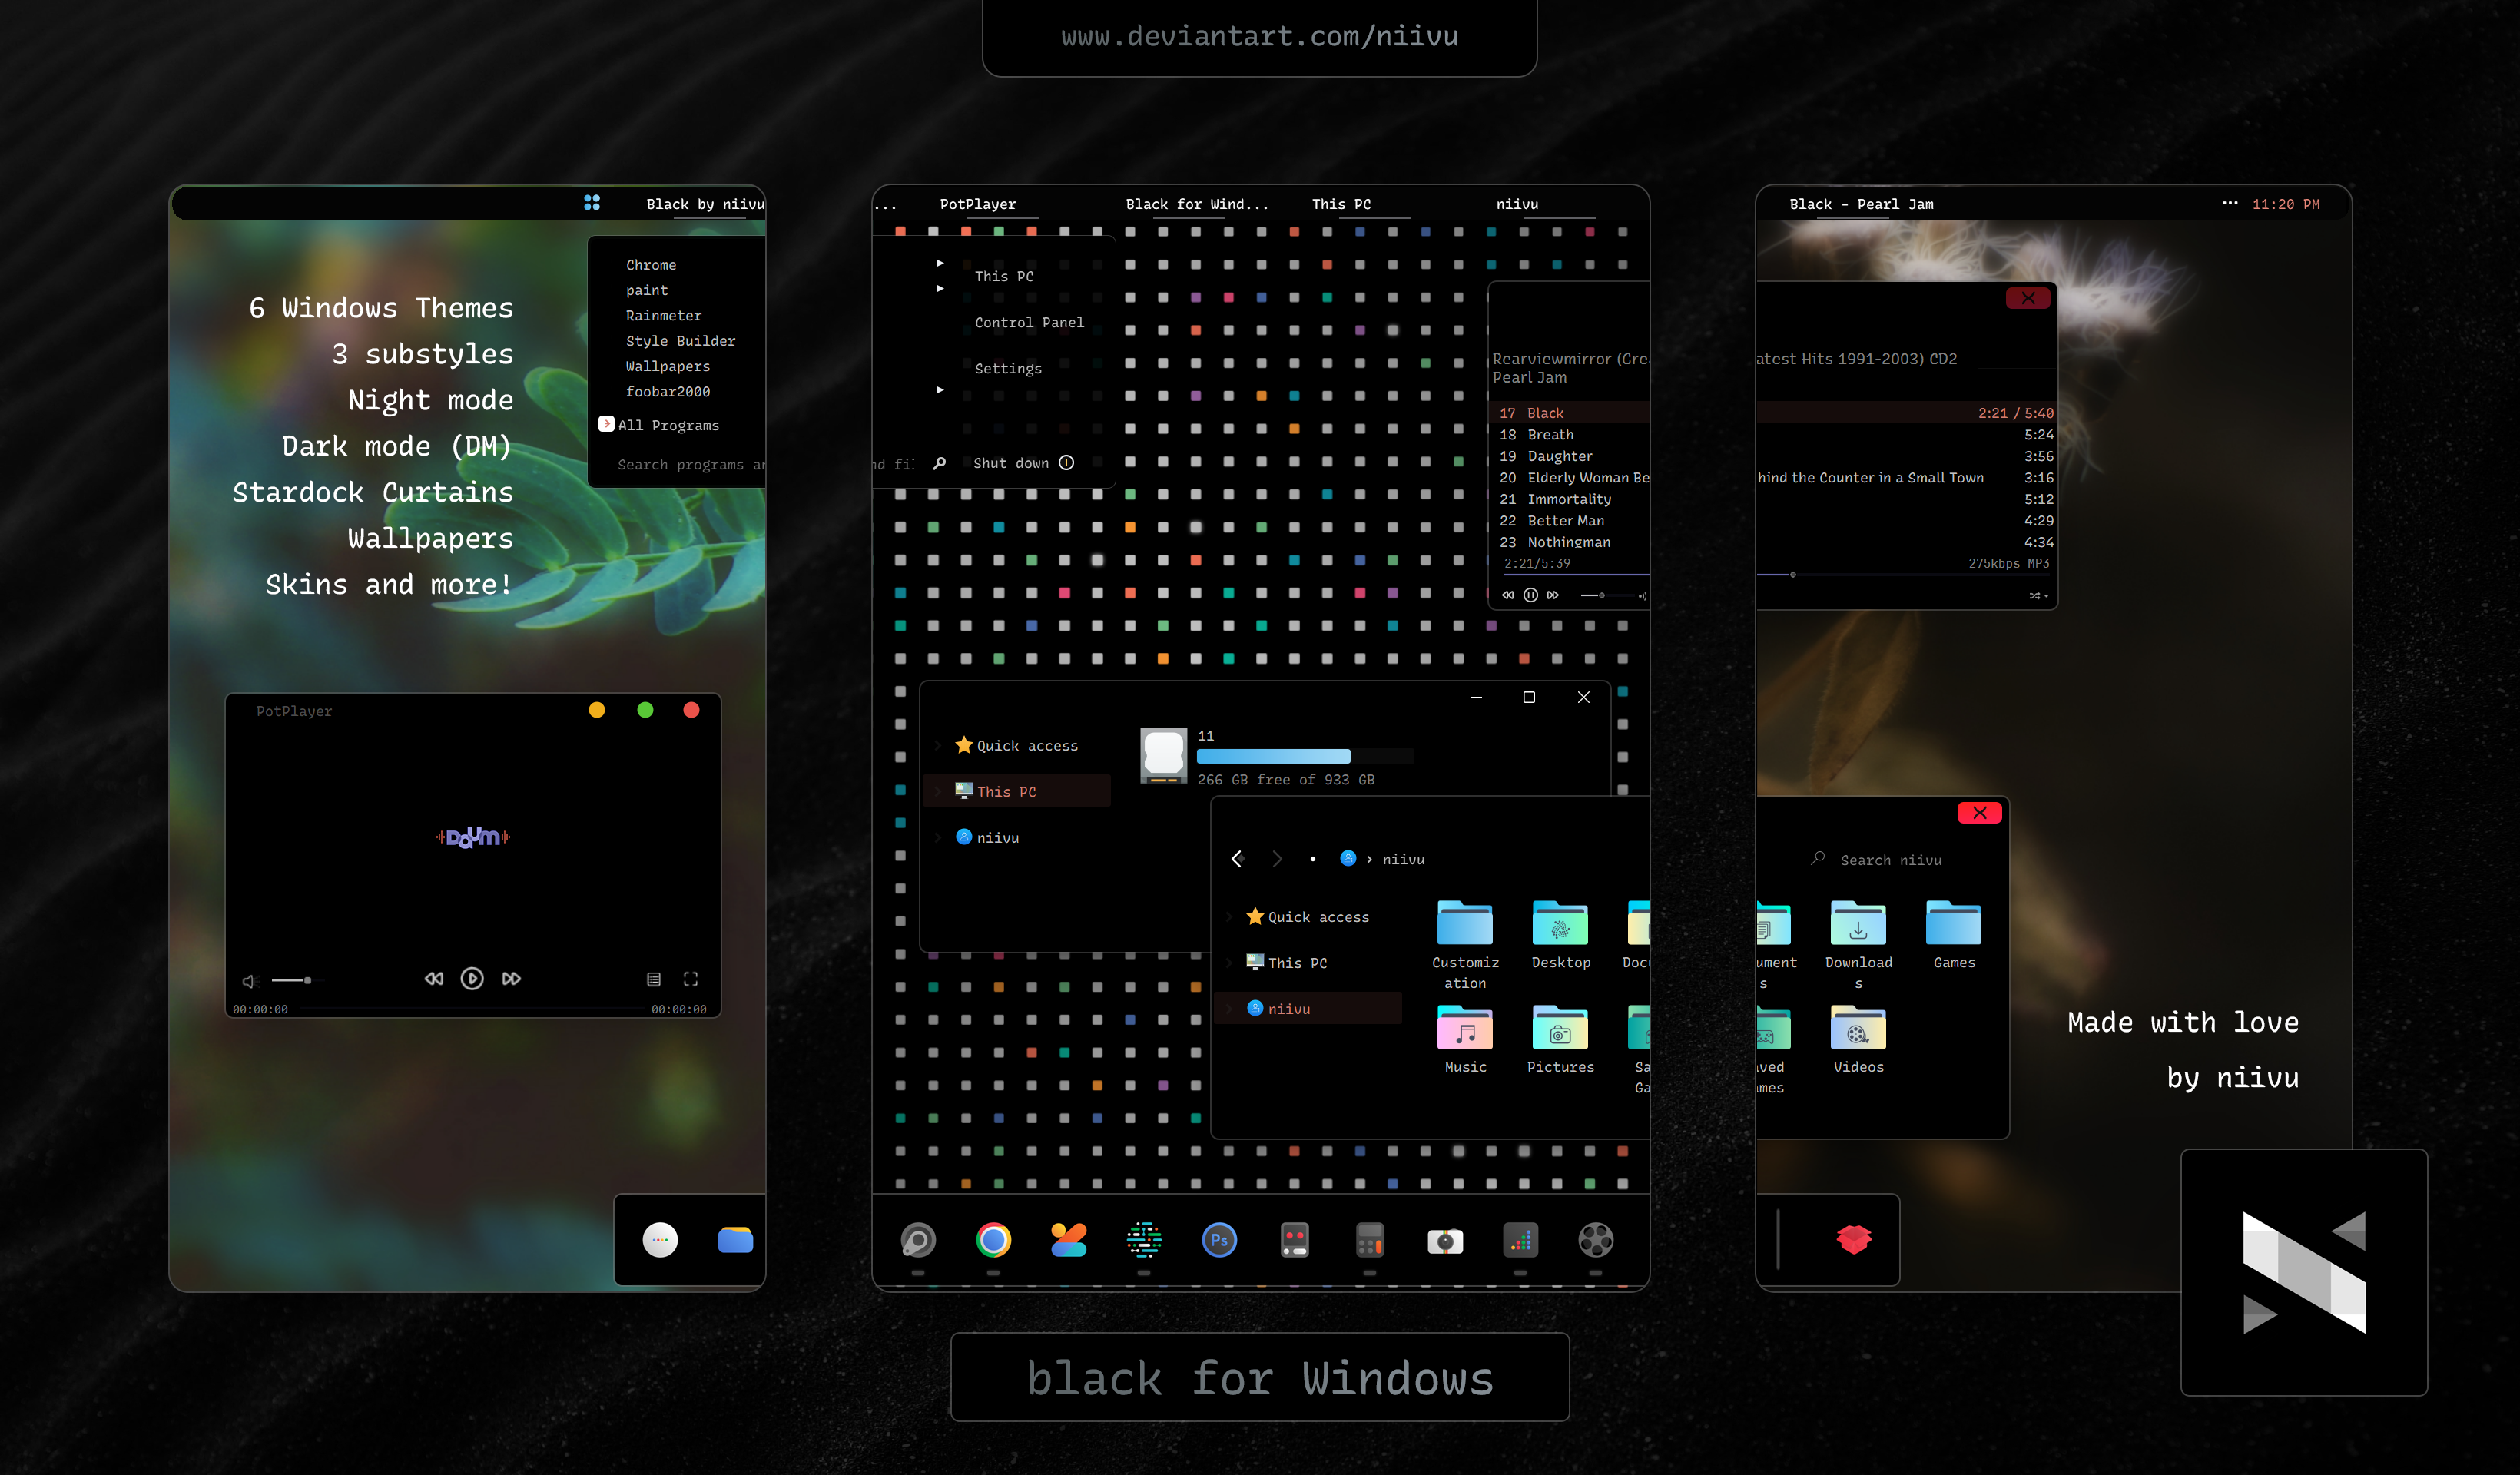 www.deviantart.com/niivu
Black by niivu
Chrome
paint
Rainmeter
Style Builder
Wallpapers
foobar2000
All Programs
Search programs ar
6 Windows Themes
3 substyles
Night mode
Dark mode (DM)
Stardock Curtains
Wallpapers
Skins and more!
PotPlayer
Daum
00:00:00
00:00:00
...
PotPlayer
Black for Wind...
This PC
niivu
This PC
Control Panel
Settings
Shut down
Rearviewmirror (Gre
Pearl Jam
17 Black
18 Breath
19 Daughter
20 Elderly Woman Be
21 Immortality
22 Better Man
23 Nothingman
2:21/5:39
Quick access
This PC
niivu
11
266 GB free of 933 GB
› niivu
Quick access
This PC
niivu
Customiz
ation
Desktop
Docu
Music
Pictures
Sa
Ga
Ps
Black - Pearl Jam
... 11:20 PM
atest Hits 1991-2003) CD2
2:21 / 5:40
5:24
3:56
hind the Counter in a Small Town 3:16
5:12
4:29
4:34
275kbps MP3
Search niivu
ument
s
Download
s
Games
aved
ames
Videos
Made with love
by niivu
black for Windows